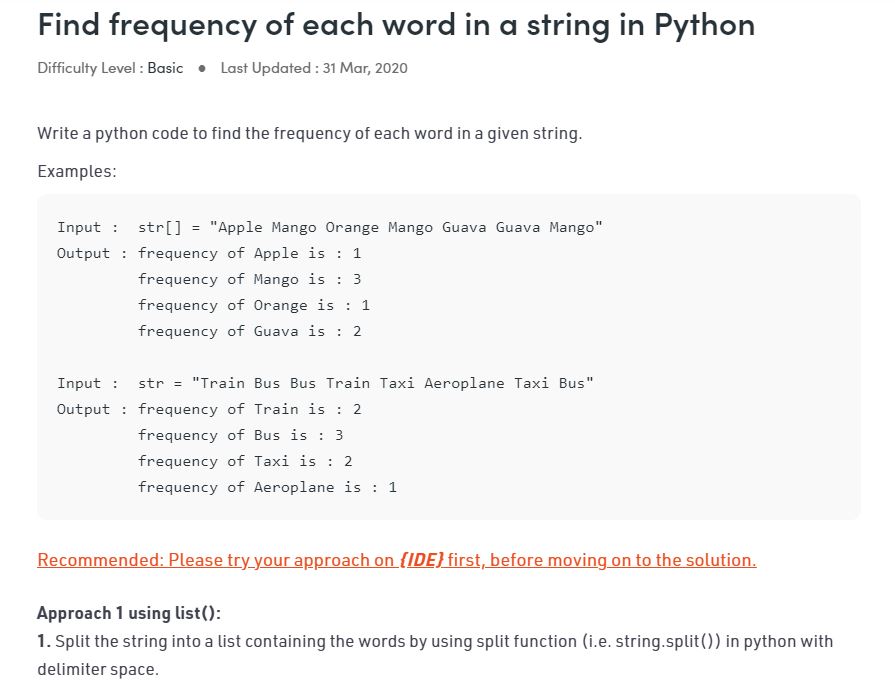 Find frequency of each word in a string in Python
Difficulty Level : Basic ● Last Updated : 31 Mar, 2020
Write a python code to find the frequency of each word in a given string.
Examples:
Input :  str[] = "Apple Mango Orange Mango Guava Guava Mango"
Output : frequency of Apple is : 1
frequency of Mango is : 3
frequency of Orange is : 1
frequency of Guava is : 2
Input :  str = "Train Bus Bus Train Taxi Aeroplane Taxi Bus"
Output : frequency of Train is : 2
frequency of Bus is : 3
frequency of Taxi is : 2
frequency of Aeroplane is : 1
Recommended: Please try your approach on {IDE} first, before moving on to the solution.
Approach 1 using list():
1. Split the string into a list containing the words by using split function (i.e. string.split()) in python with
delimiter space.